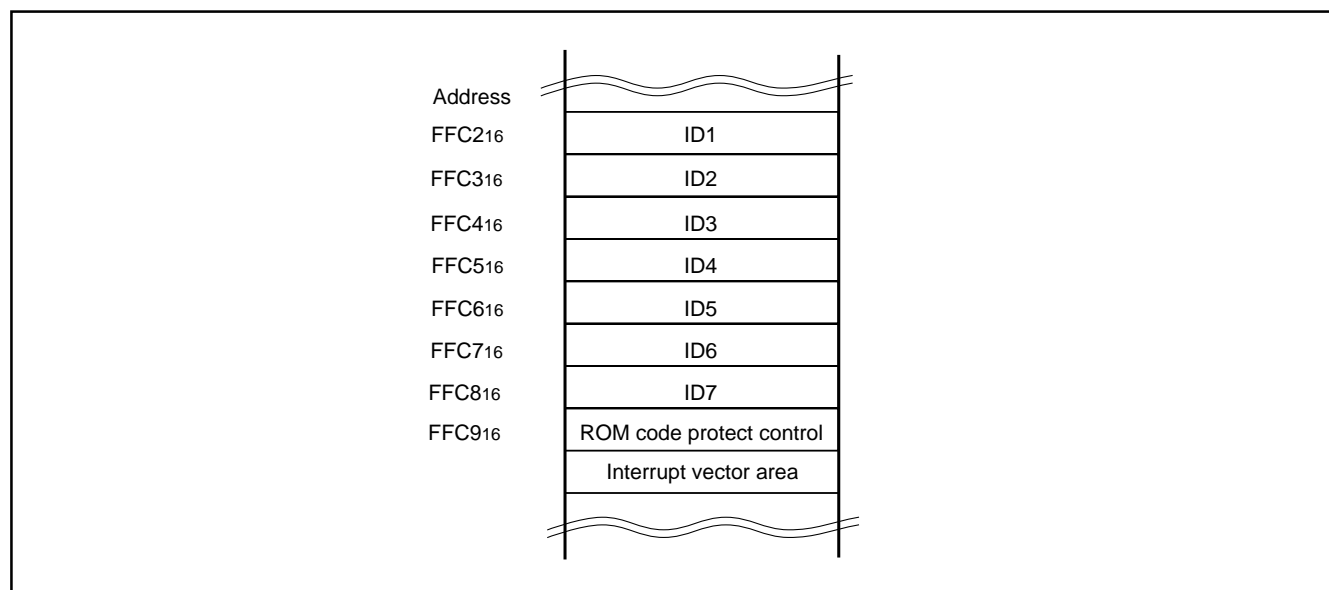 Address
FFC216 ID1
FFC316 ID2
FFC416 ID3
FFC516 ID4
FFC616 ID5
FFC716 ID6
FFC816 ID7
FFC916 ROM code protect control
Interrupt vector area